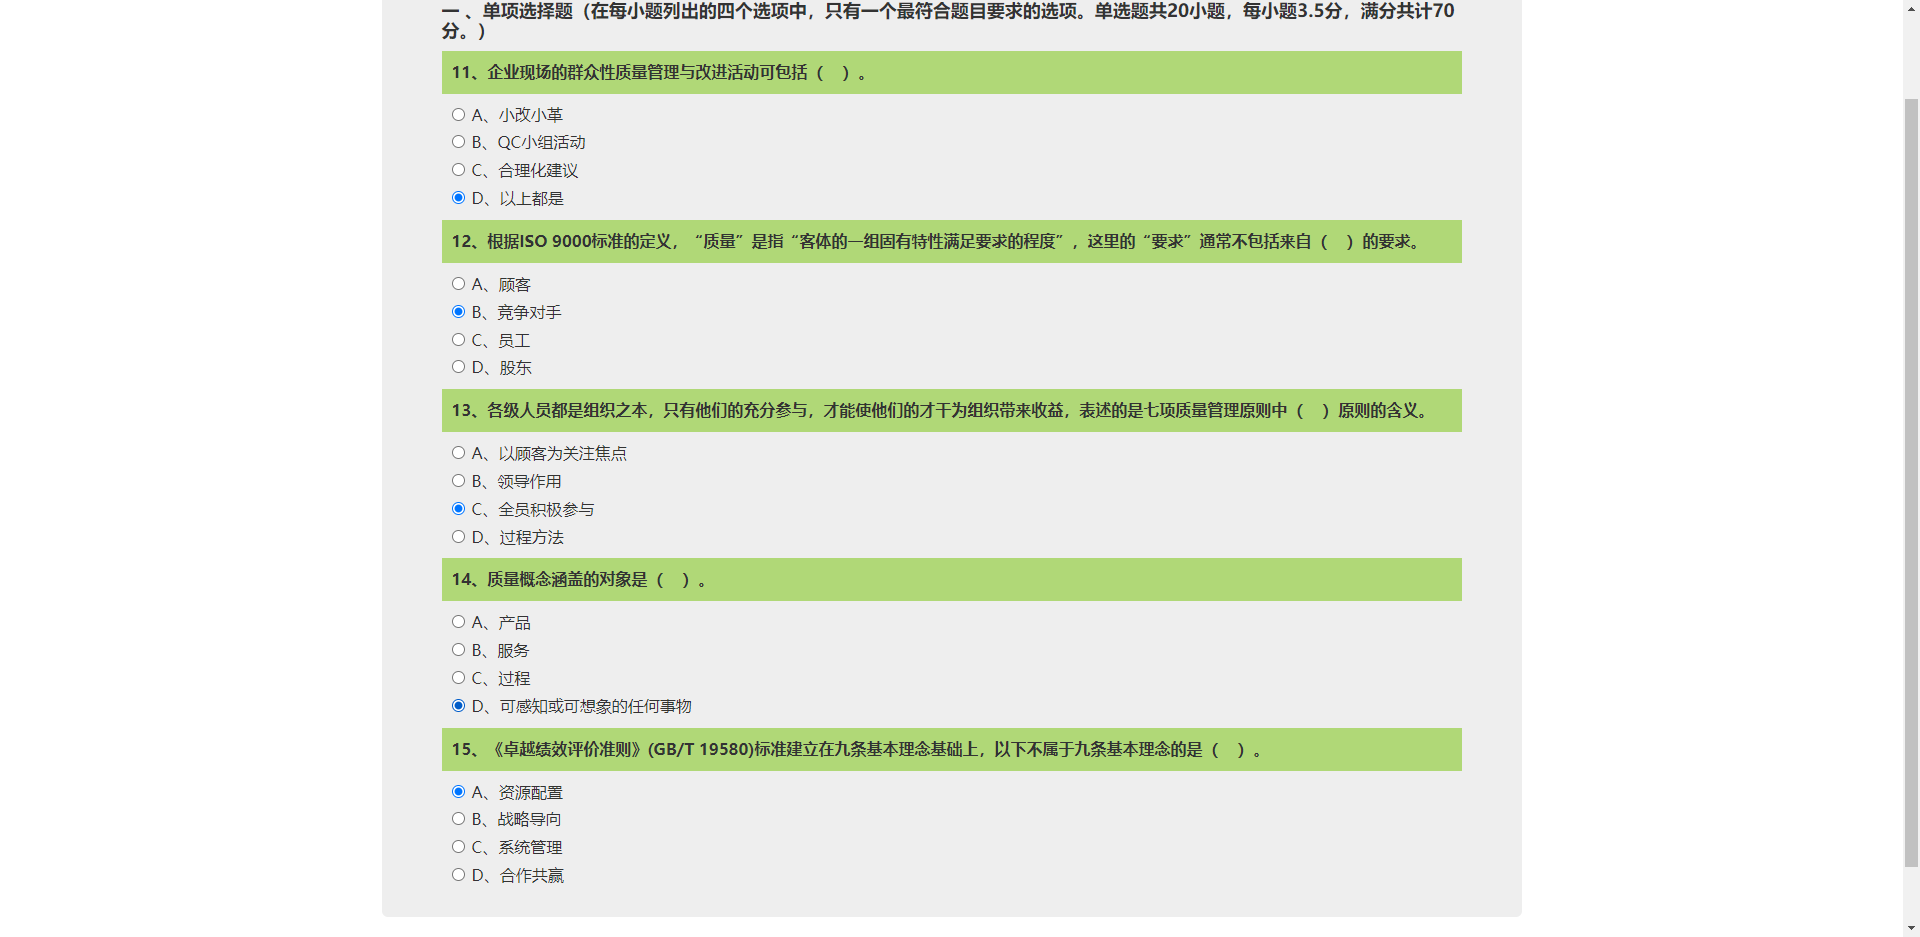 一 、单项选择题（在每小题列出的四个选项中，只有一个最符合题目要求的选项。单选题共20小题，每小题3.5分，满分共计70
分。）
11、企业现场的群众性质量管理与改进活动可包括（　）。
A、小改小革
B、QC小组活动
C、合理化建议
D、以上都是
12、根据ISO 9000标准的定义，“质量”是指“客体的一组固有特性满足要求的程度”，这里的“要求”通常不包括来自（　）的要求。
A、顾客
B、竞争对手
C、员工
D、股东
13、各级人员都是组织之本，只有他们的充分参与，才能使他们的才干为组织带来收益，表述的是七项质量管理原则中（　）原则的含义。
A、以顾客为关注焦点
B、领导作用
C、全员积极参与
D、过程方法
14、质量概念涵盖的对象是（　）。
A、产品
B、服务
C、过程
D、可感知或可想象的任何事物
15、《卓越绩效评价准则》(GB/T 19580)标准建立在九条基本理念基础上，以下不属于九条基本理念的是（　）。
A、资源配置
B、战略导向
C、系统管理
D、合作共赢